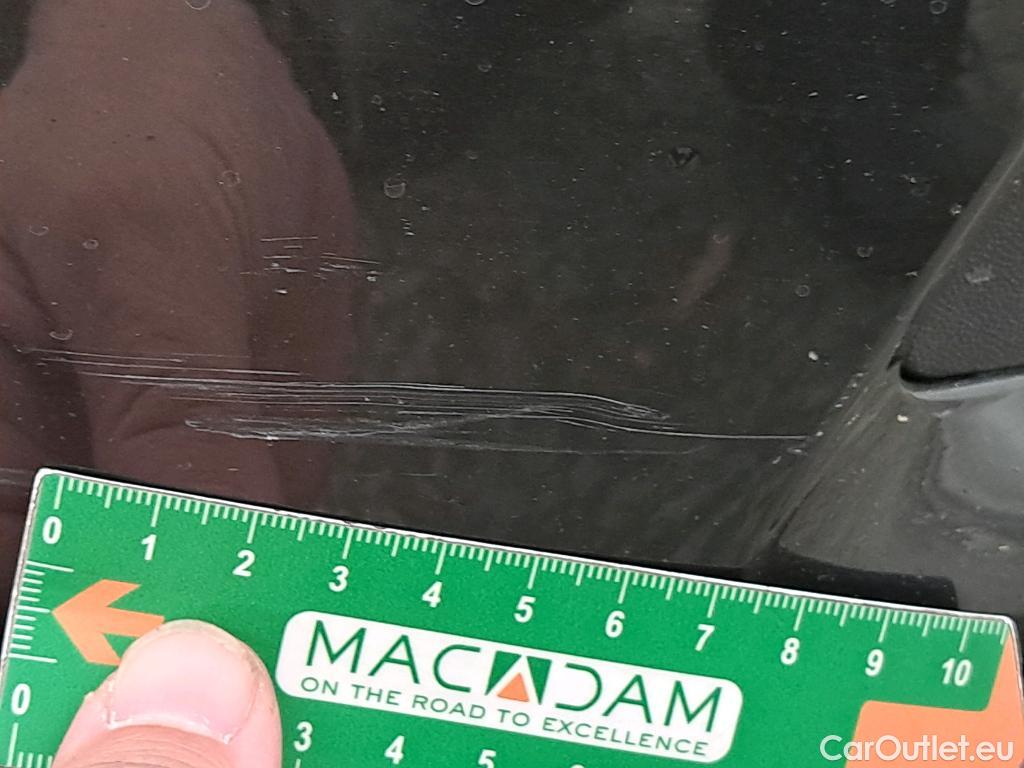 0 1 2 3 4 5 6 7 8 9 10
MACADAM
ON THE ROAD TO EXCELLENCE
0 3 4 5
CarOutlet.eu